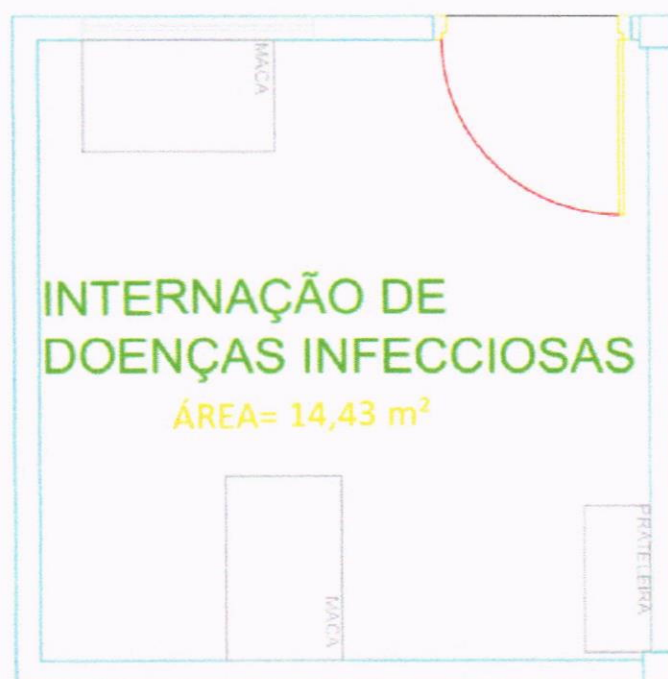 MACA
INTERNAÇÃO DE
DOENÇAS INFECCIOSAS
ÁREA= 14,43 m²
MACA
PRATELEIRA